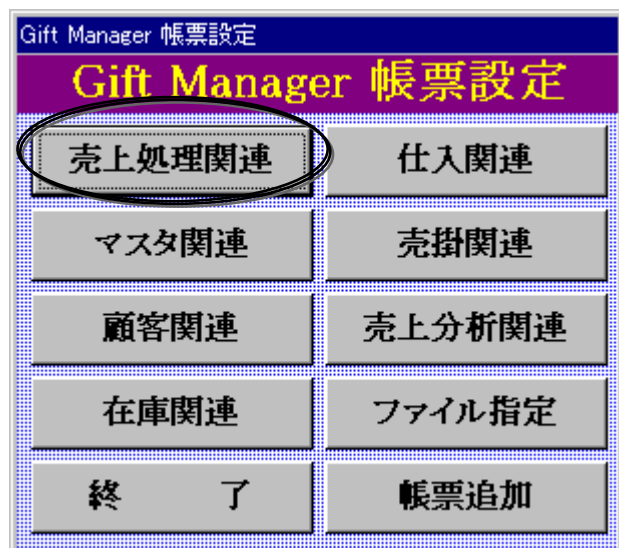 Gift Manager 帳票設定
Gift Manager 帳票設定
売上処理関連
仕入関連
マスタ関連
売掛関連
顧客関連
売上分析関連
在庫関連
ファイル指定
終　　了
帳票追加